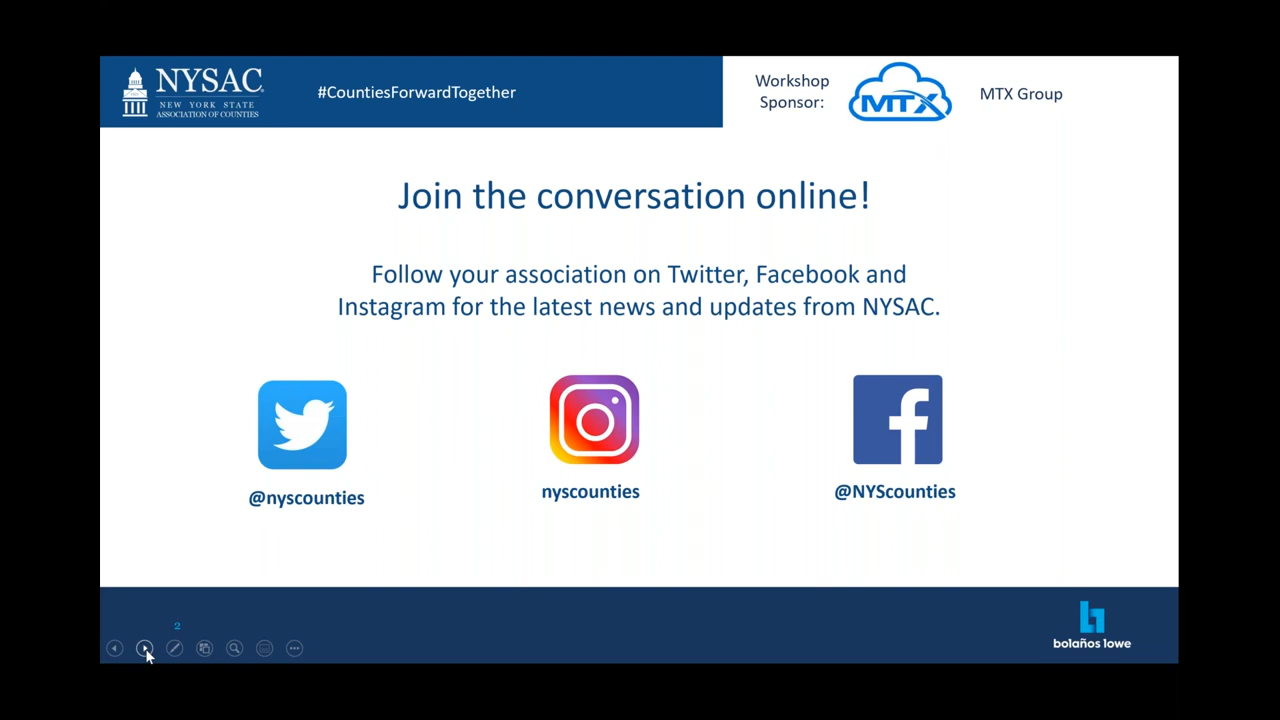 NYSAC
NEW YORK STATE
ASSOCIATION OF COUNTIES
#CountiesForwardTogether
Workshop
Sponsor:
MTX
MTX Group
Join the conversation online!
Follow your association on Twitter, Facebook and
Instagram for the latest news and updates from NYSAC.
@nyscounties
nyscounties
@NYScounties
2
bolaños lowe